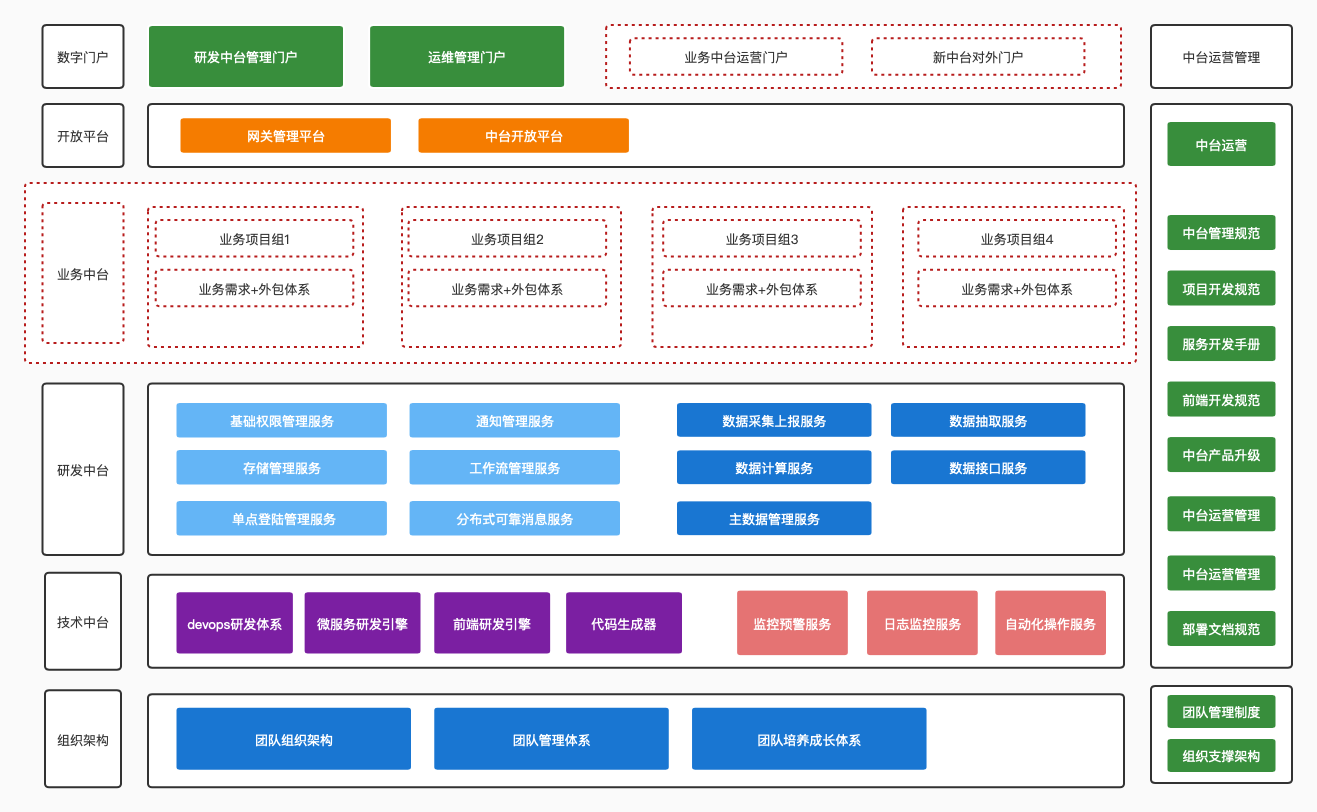 数字门户
研发中台管理门户
运维管理门户
业务中台运营门户
新中台对外门户
中台运营管理
开放平台
网关管理平台
中台开放平台
业务中台
业务项目组1
业务需求+外包体系
业务项目组2
业务需求+外包体系
业务项目组3
业务需求+外包体系
业务项目组4
业务需求+外包体系
研发中台
基础权限管理服务
通知管理服务
数据采集上报服务
数据抽取服务
存储管理服务
工作流管理服务
数据计算服务
数据接口服务
单点登陆管理服务
分布式可靠消息服务
主数据管理服务
技术中台
devops研发体系
微服务研发引擎
前端研发引擎
代码生成器
监控预警服务
日志监控服务
自动化操作服务
组织架构
团队组织架构
团队管理体系
团队培养成长体系
中台运营
中台管理规范
项目开发规范
服务开发手册
前端开发规范
中台产品升级
中台运营管理
中台运营管理
部署文档规范
团队管理制度
组织支撑架构